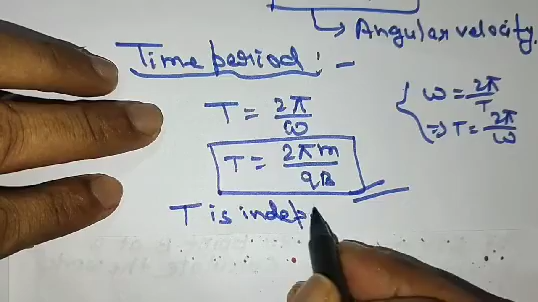 → Angular velocity.
Time period :-
T = 2π/ω
{ ω = 2π/T
⇒ T = 2π/ω
T = 2πm/qB
T is indep